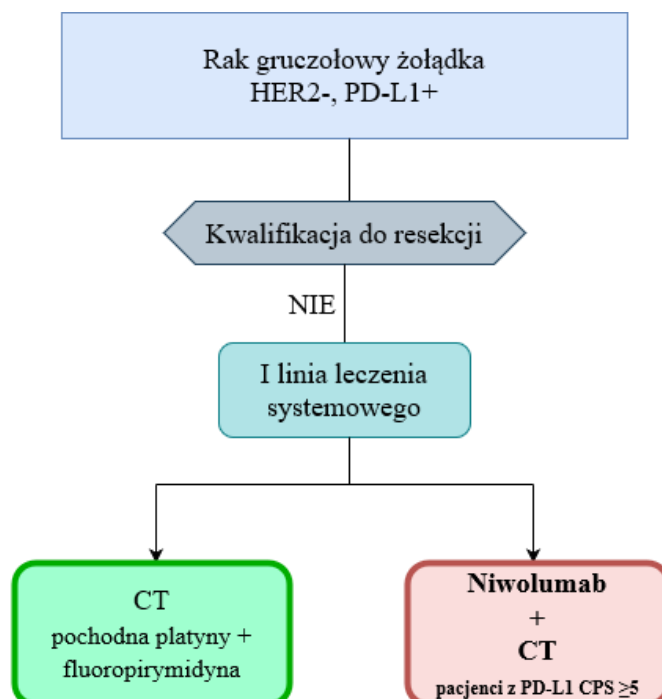 Rak gruczołowy żołądka
HER2-, PD-L1+
Kwalifikacja do resekcji
NIE
I linia leczenia
systemowego
CT
pochodna platyny +
fluoropirymidyna
Niwolumab
+
CT
pacjenci z PD-L1 CPS ≥5